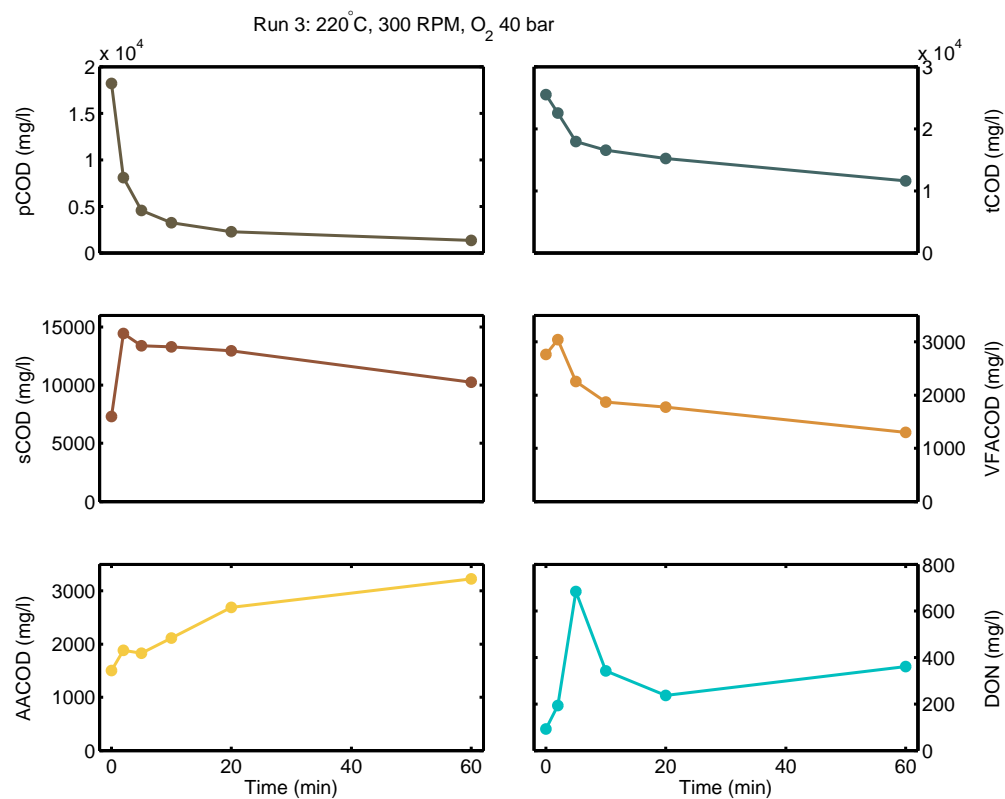 Run 3: 220°C, 300 RPM, O2 40 bar
x 10^4
2
1.5
1
0.5
0
pCOD (mg/l)
x 10^4
3
2
1
0
tCOD (mg/l)
15000
10000
5000
0
sCOD (mg/l)
3000
2000
1000
0
VFACOD (mg/l)
3000
2000
1000
0
AACOD (mg/l)
0 20 40 60
Time (min)
800
600
400
200
0
DON (mg/l)
0 20 40 60
Time (min)